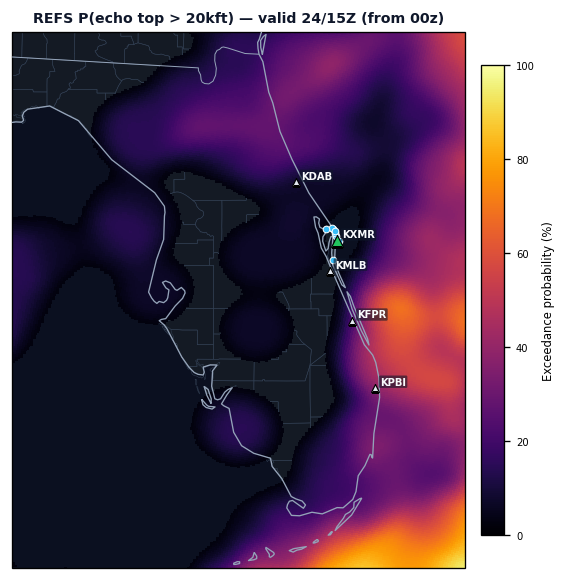 REFS P(echo top > 20kft) — valid 24/15Z (from 00z)
KDAB
KXMR
KMLB
KFPR
KPBI
100
80
60
40
20
0
Exceedance probability (%)